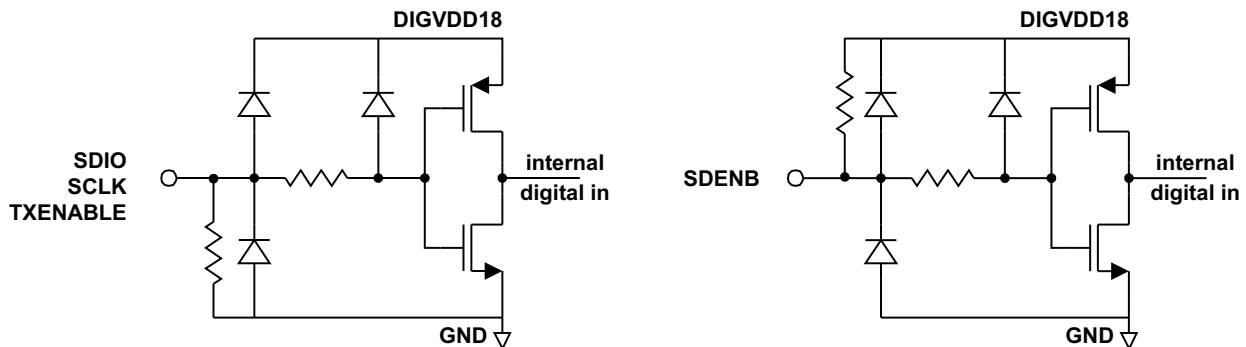 DIGVDD18
SDIO
SCLK
TXENABLE
internal
digital in
GND
DIGVDD18
SDENB
internal
digital in
GND